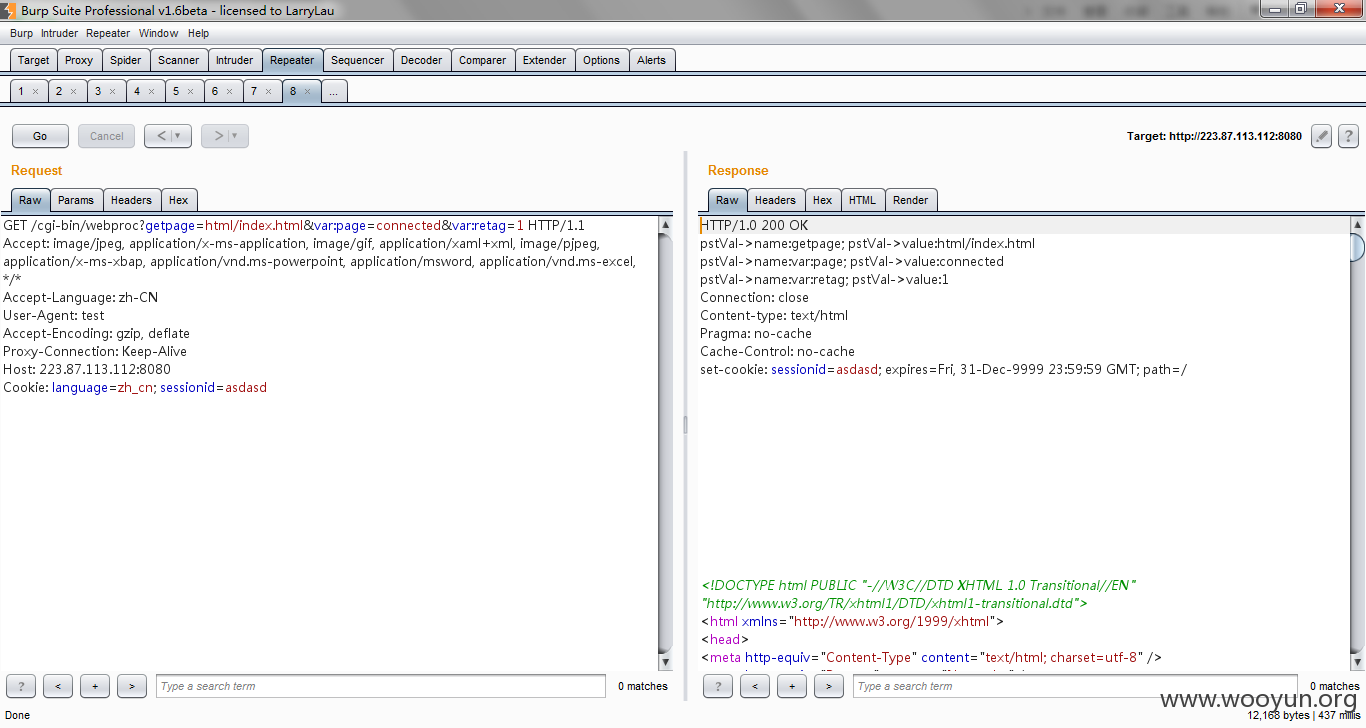 Burp Suite Professional v1.6beta - licensed to LarryLau
Burp Intruder Repeater Window Help
Target Proxy Spider Scanner Intruder Repeater Sequencer Decoder Comparer Extender Options Alerts
1 × 2 × 3 × 4 × 5 × 6 × 7 × 8 × ...
Go Cancel < | ▼ > | ▼
Target: http://223.87.113.112:8080 ?
Request
Raw Params Headers Hex
GET /cgi-bin/webproc?getpage=html/index.html&var:page=connected&var:retag=1 HTTP/1.1
Accept: image/jpeg, application/x-ms-application, image/gif, application/xaml+xml, image/pjpeg,
application/x-ms-xbap, application/vnd.ms-powerpoint, application/msword, application/vnd.ms-excel,
*/*
Accept-Language: zh-CN
User-Agent: test
Accept-Encoding: gzip, deflate
Proxy-Connection: Keep-Alive
Host: 223.87.113.112:8080
Cookie: language=zh_cn; sessionid=asdasd
? < + > Type a search term 0 matches
Response
Raw Headers Hex HTML Render
HTTP/1.0 200 OK
pstVal->name:getpage; pstVal->value:html/index.html
pstVal->name:var:page; pstVal->value:connected
pstVal->name:var:retag; pstVal->value:1
Connection: close
Content-type: text/html
Pragma: no-cache
Cache-Control: no-cache
set-cookie: sessionid=asdasd; expires=Fri, 31-Dec-9999 23:59:59 GMT; path=/
<!DOCTYPE html PUBLIC "-//W3C//DTD XHTML 1.0 Transitional//EN"
"http://www.w3.org/TR/xhtml1/DTD/xhtml1-transitional.dtd">
<html xmlns="http://www.w3.org/1999/xhtml">
<head>
<meta http-equiv="Content-Type" content="text/html; charset=utf-8" />
? < + > Type a search term 0 matches
www.wooyun.org
Done
12,168 bytes | 437 millis